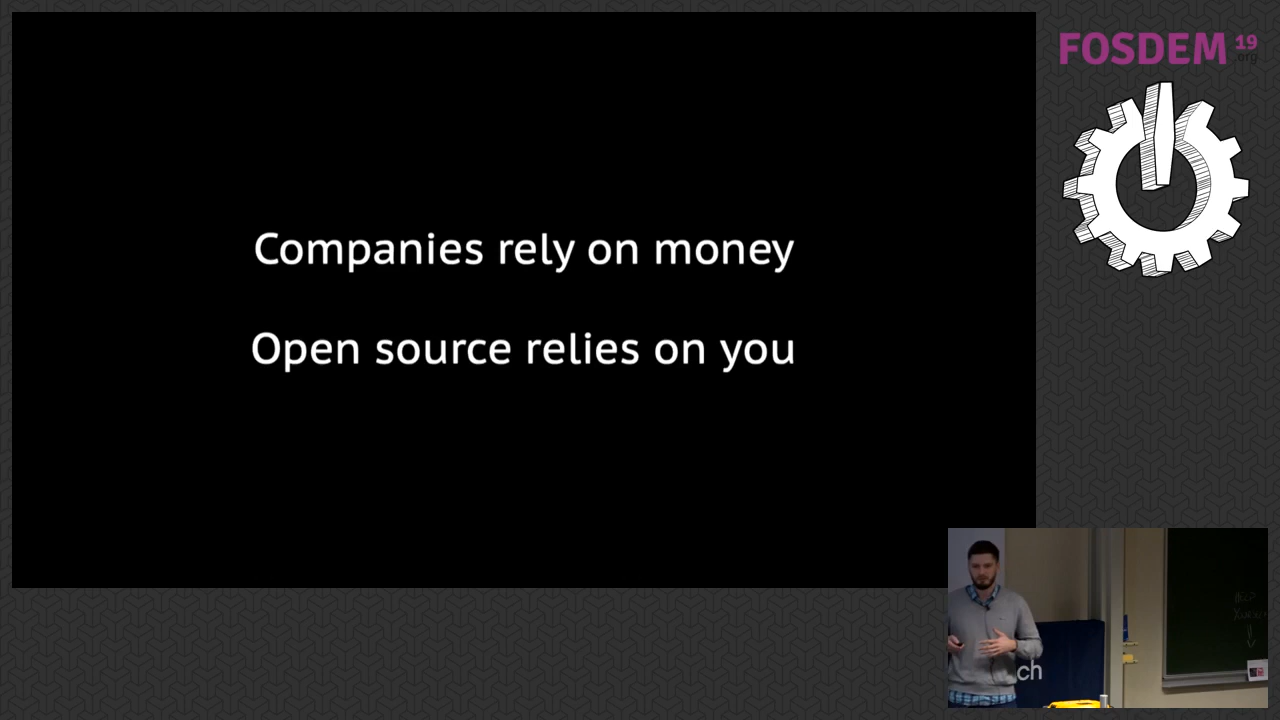 Companies rely on money
Open source relies on you
FOSDEM 19
.org
ch